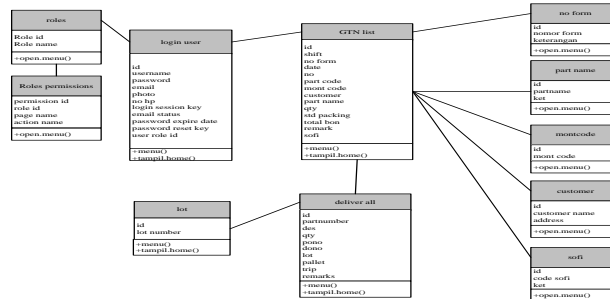 roles
Role id
Role name
+open.menu()
Roles permissions
permission id
role id
page name
action name
+open.menu()
login user
id
username
password
email
photo
no hp
login session key
email status
password expire date
password reset key
user role id
+menu()
+tampil.home()
GTN list
id
shift
no form
date
no
part code
mont code
customer
part name
qty
std packing
total bon
remark
sofi
+menu()
+tampil.home()
no form
id
nomor form
keterangan
+open.menu()
part name
id
partname
ket
+open.menu()
montcode
id
mont code
+open.menu()
customer
id
customer name
address
+open.menu()
sofi
id
code sofi
ket
+open.menu()
lot
id
lot number
+menu()
+tampil.home()
deliver all
id
partnumber
des
qty
pono
dono
lot
pallet
trip
remarks
+menu()
+tampil.home()